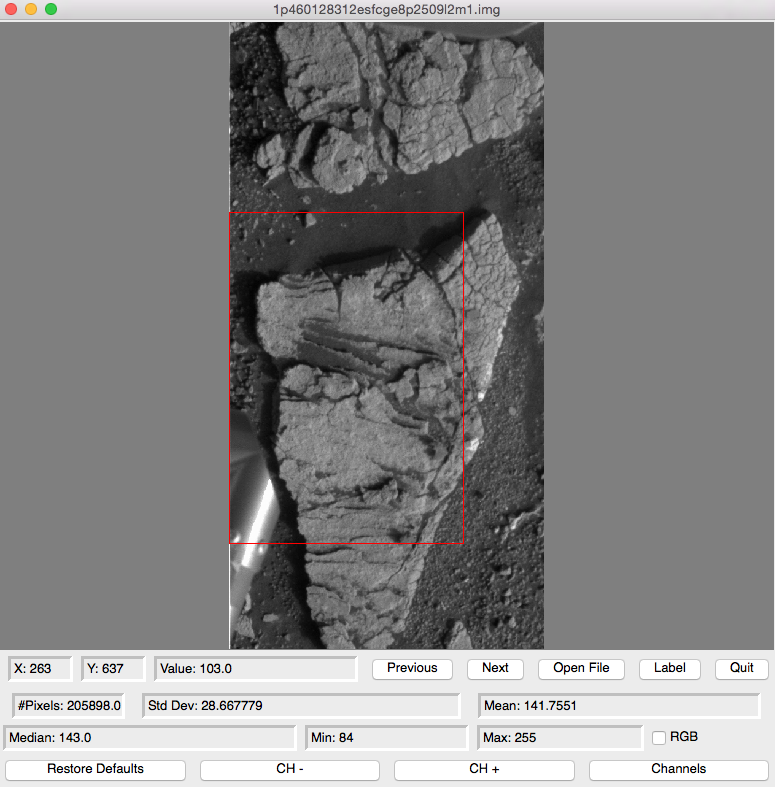 1p460128312esfcge8p2509l2m1.img
X: 263 Y: 637 Value: 103.0 Previous Next Open File Label Quit
#Pixels: 205898.0 Std Dev: 28.667779 Mean: 141.7551
Median: 143.0 Min: 84 Max: 255 RGB
Restore Defaults CH - CH + Channels